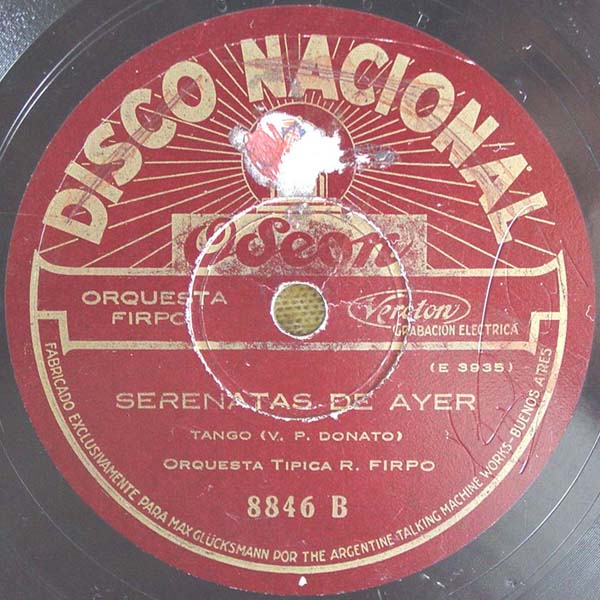 DISCO NACIONAL
Odeon
ORQUESTA
FIRPO
Veroton
GRABACIÓN ELECTRICA
(E 3935)
SERENATAS DE AYER
TANGO (V. P. DONATO)
ORQUESTA TIPICA R. FIRPO
8846 B
FABRICADO EXCLUSIVAMENTE PARA MAX GLÜCKSMANN POR THE ARGENTINE TALKING MACHINE WORKS-BUENOS AIRES